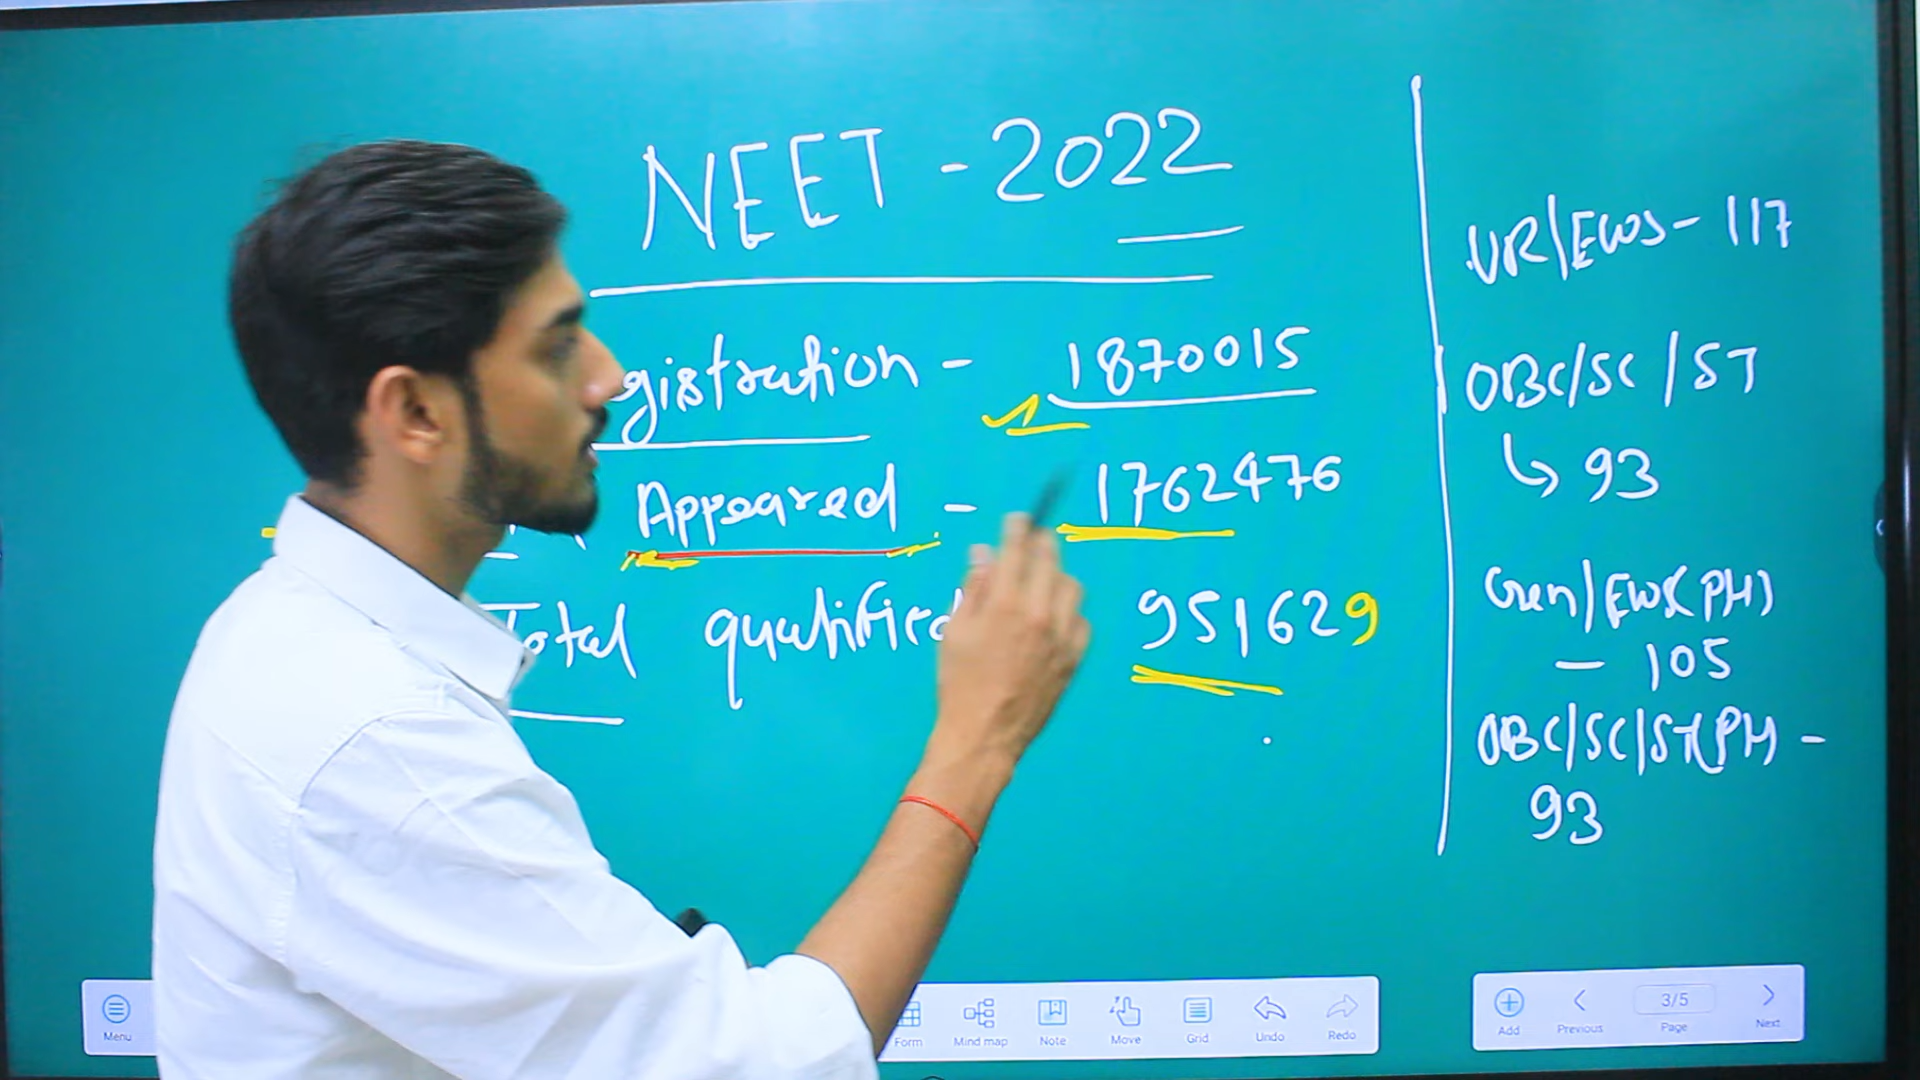 NEET - 2022
gistration - 1870015
Appeared - 1762476
Total qualified 951629
UR/EWS - 117
OBC/SC/ST
↳ 93
Gen/EWS(PH)
- 105
OBC/SC/ST(PH) -
93
Menu
Form
Mind map
Note
Move
Grid
Undo
Redo
Add
Previous
3/5
Page
Next